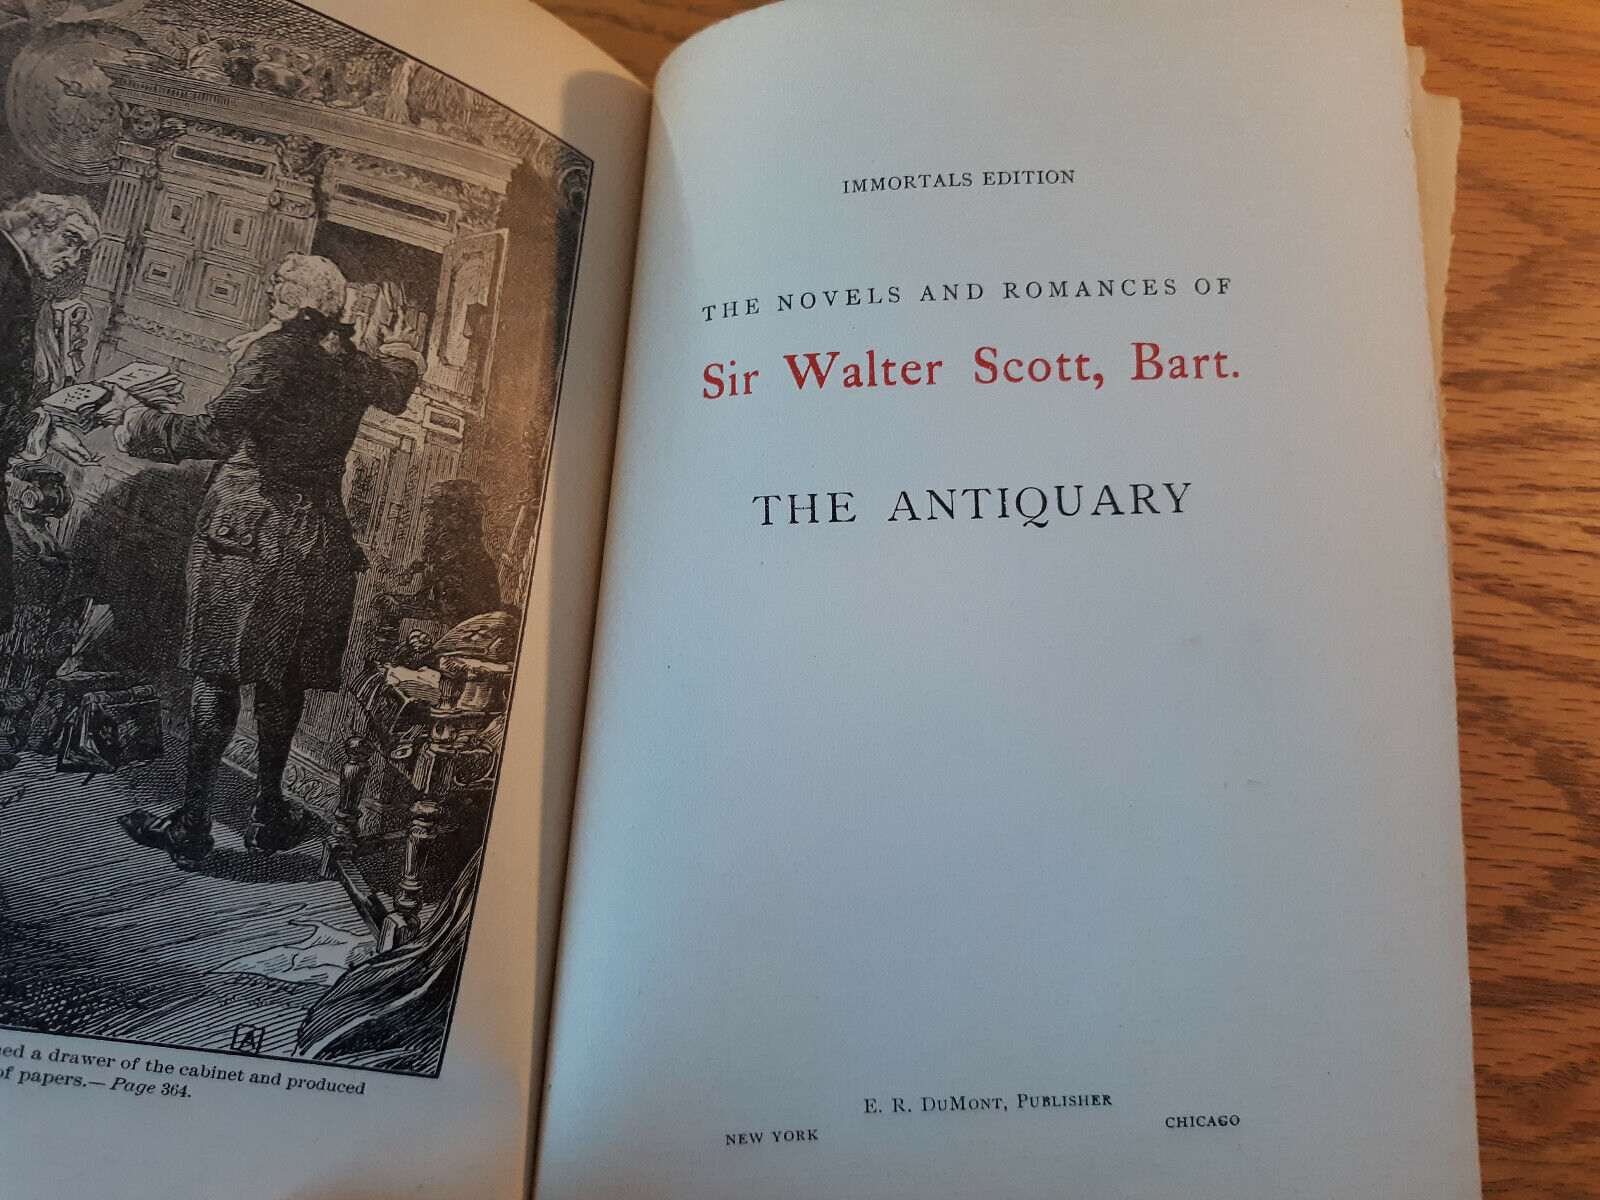 a drawer of the cabinet and produced
of papers.—Page 364.
IMMORTALS EDITION
THE NOVELS AND ROMANCES OF
Sir Walter Scott, Bart.
THE ANTIQUARY
E. R. DuMont, Publisher
NEW YORK CHICAGO